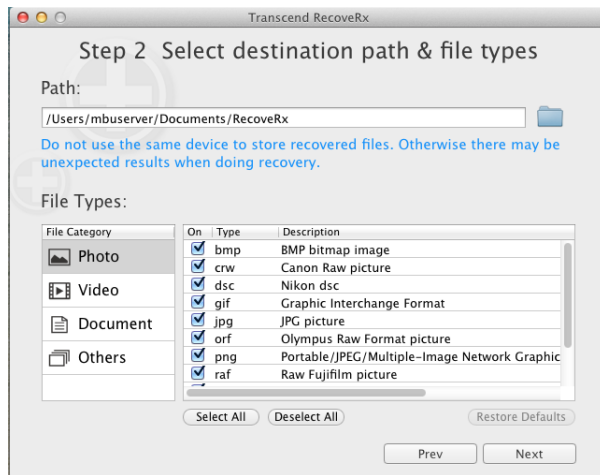 Transcend RecoveRx
Step 2 Select destination path & file types
Path:
/Users/mbuserver/Documents/RecoveRx
Do not use the same device to store recovered files. Otherwise there may be
unexpected results when doing recovery.
File Types:
File Category On Type Description
Photo
Video
Document
Others
bmp BMP bitmap image
crw Canon Raw picture
dsc Nikon dsc
gif Graphic Interchange Format
jpg JPG picture
orf Olympus Raw Format picture
png Portable/JPEG/Multiple-Image Network Graphic
raf Raw Fujifilm picture
Select All Deselect All Restore Defaults
Prev Next